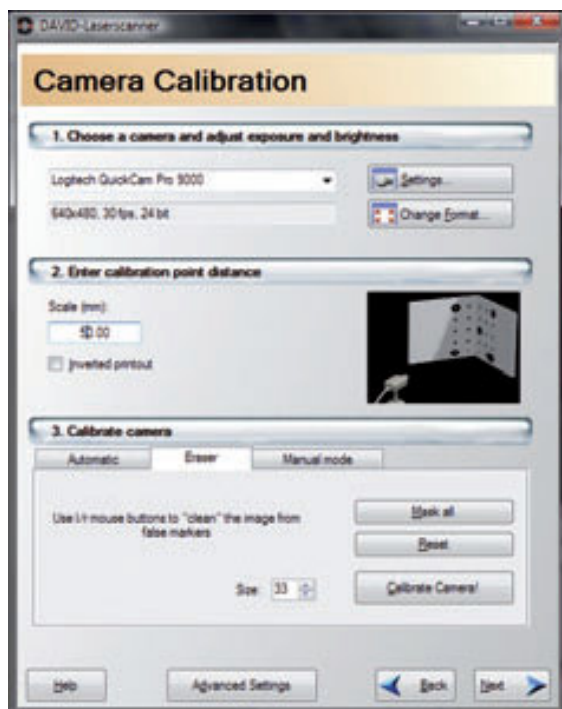 DAVID-Laserscanner
Camera Calibration
1. Choose a camera and adjust exposure and brightness
Logitech QuickCam Pro 9000
Settings...
640x480, 30 fps, 24 bit
Change Format...
2. Enter calibration point distance
Scale (mm):
50.00
Inverted printout
3. Calibrate camera
Automatic
Eraser
Manual mode
Use l/r mouse buttons to "clean" the image from
false markers
Mask all
Reset
Size: 33
Calibrate Camera!
Help
Advanced Settings
Back
Next